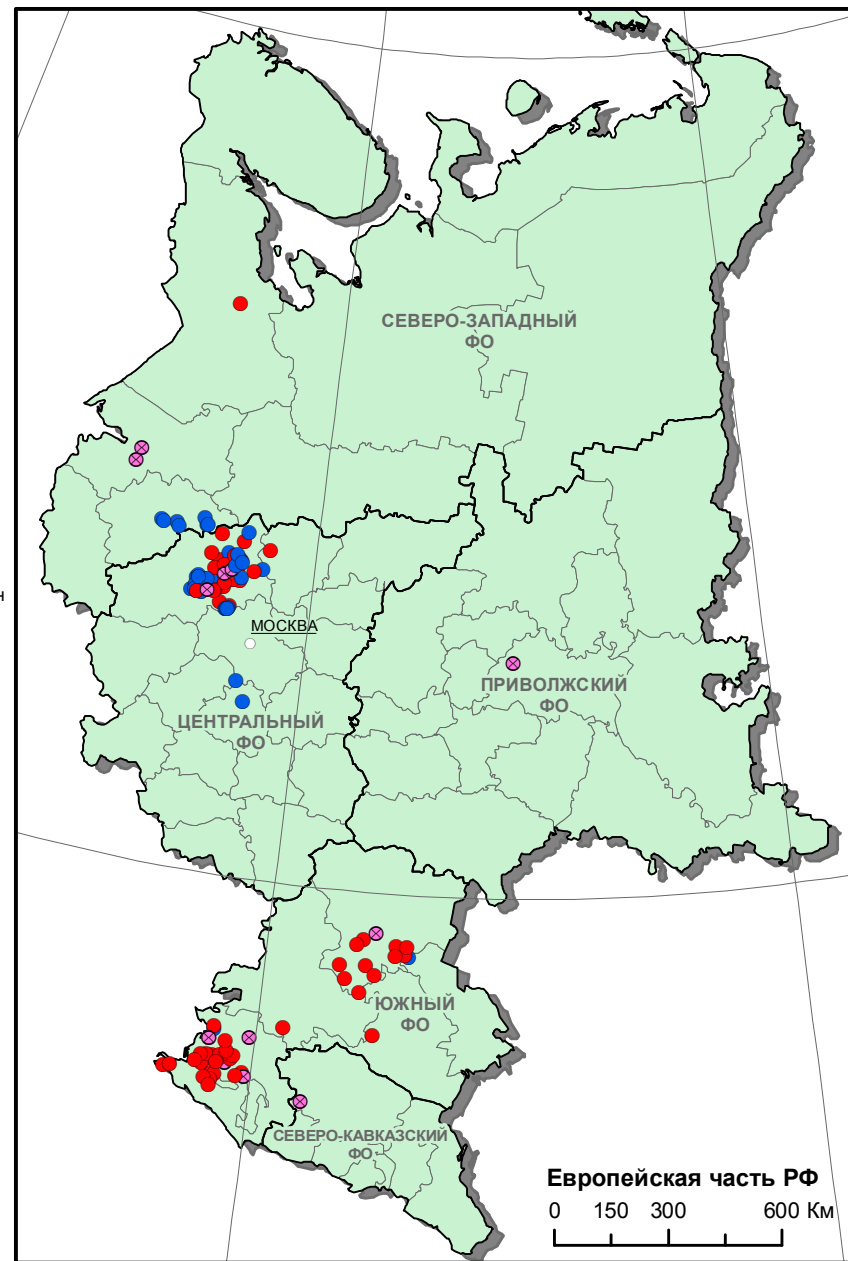 СЕВЕРО-ЗАПАДНЫЙ
ФО
н
МОСКВА
ПРИВОЛЖСКИЙ
ФО
ЦЕНТРАЛЬНЫЙ
ФО
ЮЖНЫЙ
ФО
СЕВЕРО-КАВКАЗСКИЙ
ФО
Европейская часть РФ
0 150 300 600 Км